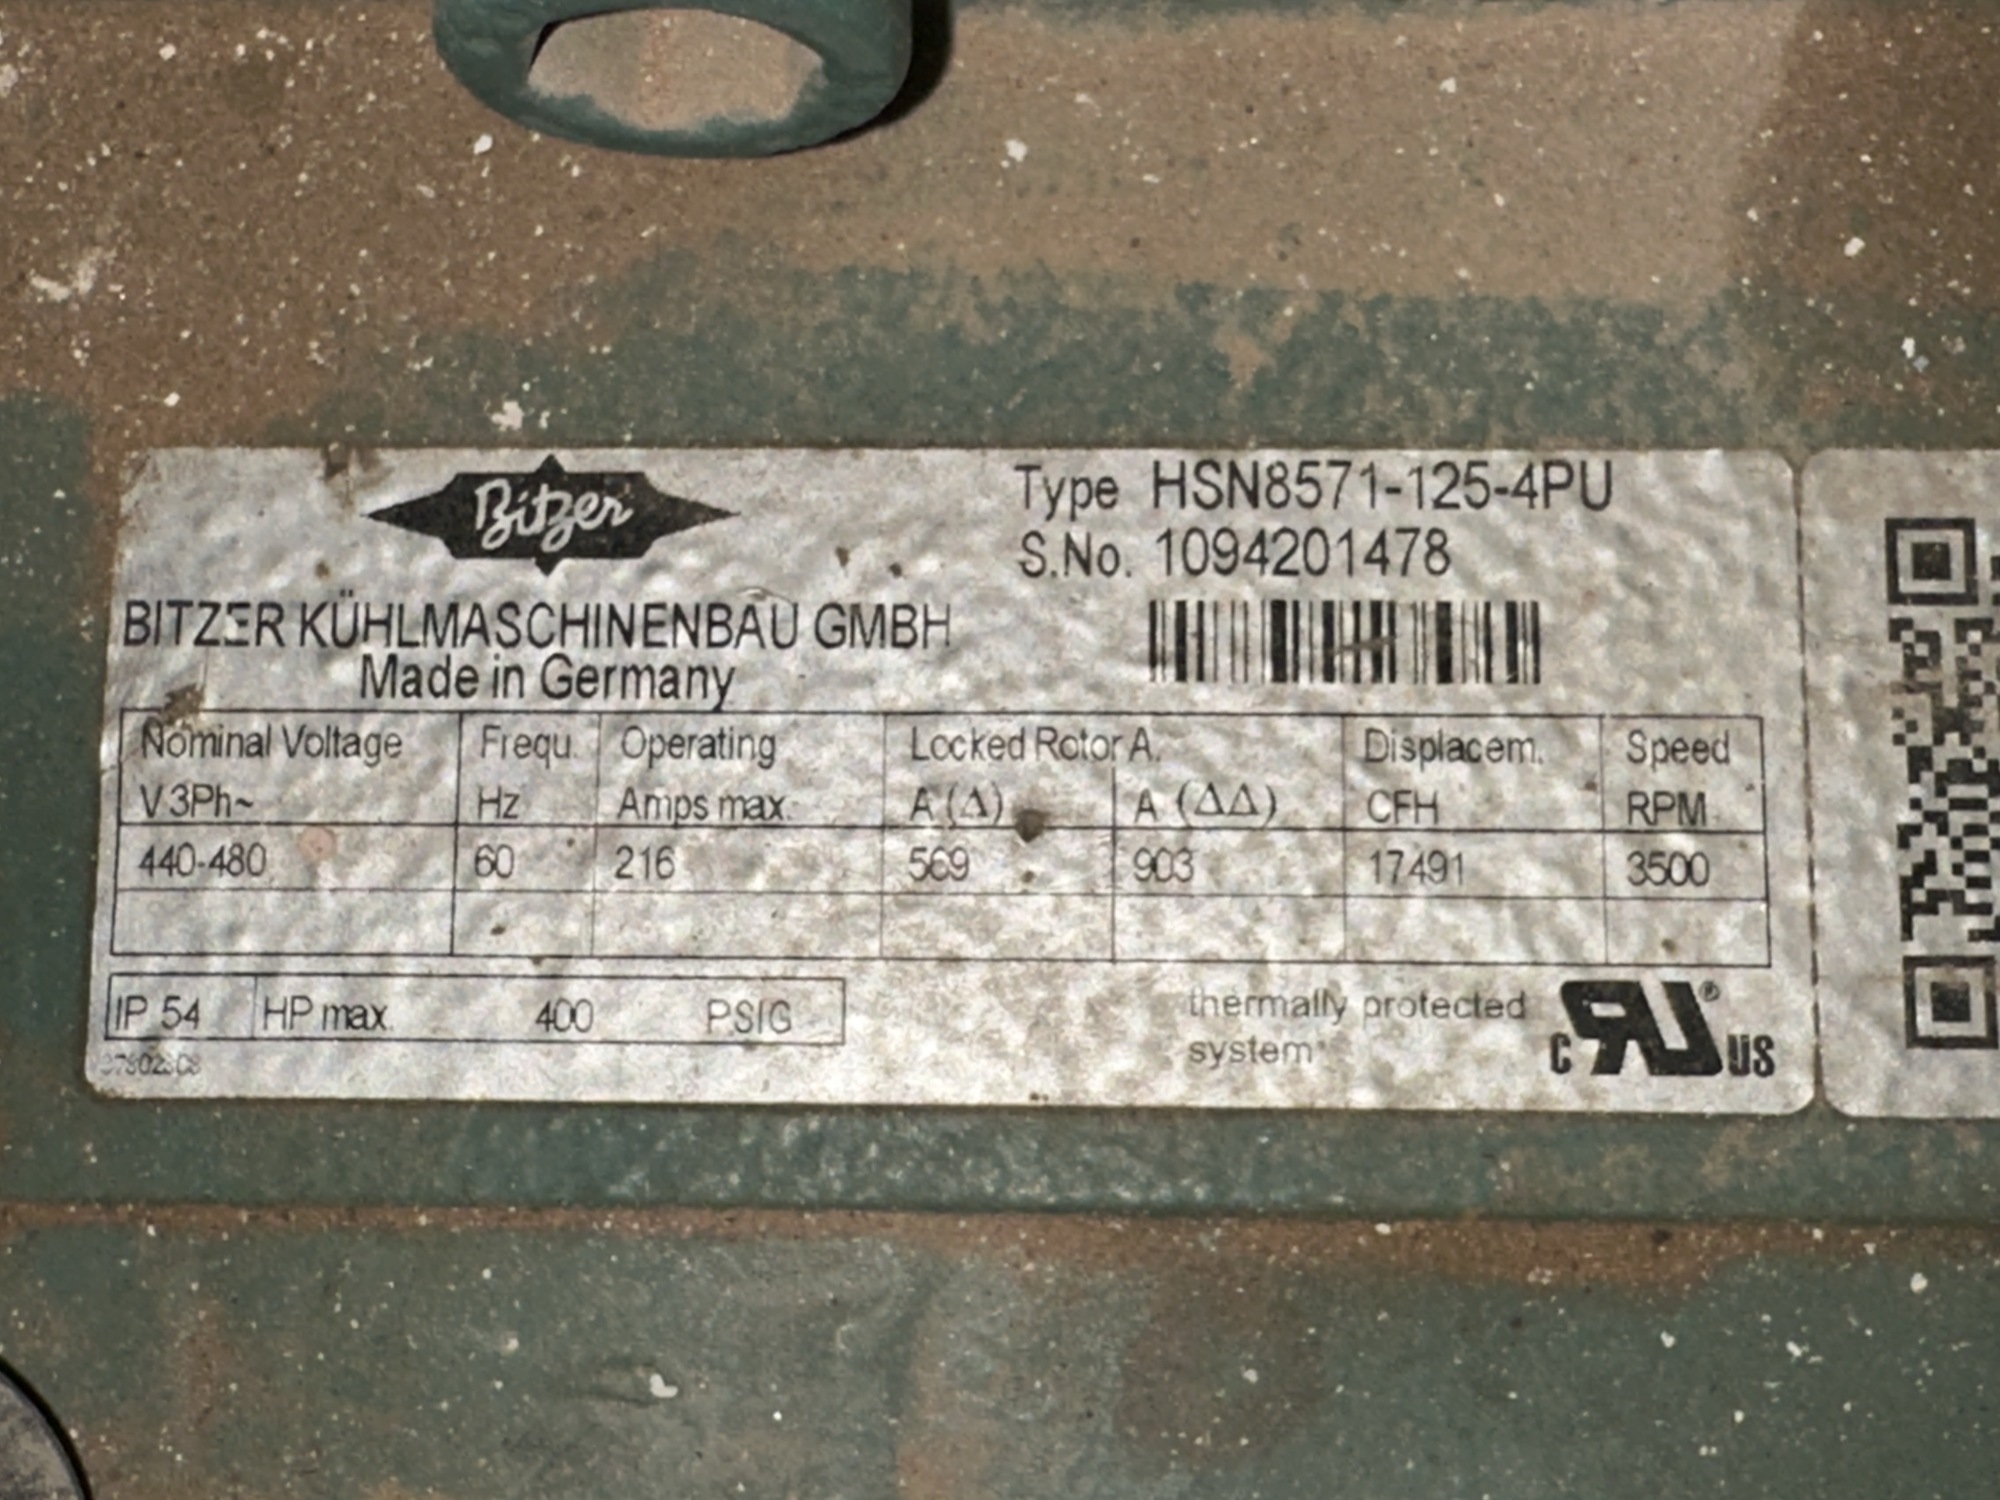 Bitzer
Type HSN8571-125-4PU
S.No. 1094201478
BITZER KÜHLMASCHINENBAU GMBH
Made in Germany
Nominal Voltage Frequ. Operating Locked Rotor A. Displacem. Speed
V 3Ph~ Hz Amps max. A (Δ) A (ΔΔ) CFH RPM
440-480 60 216 569 903 17491 3500
IP 54 HP max. 400 PSIG
thermally protected
system
c RU® US